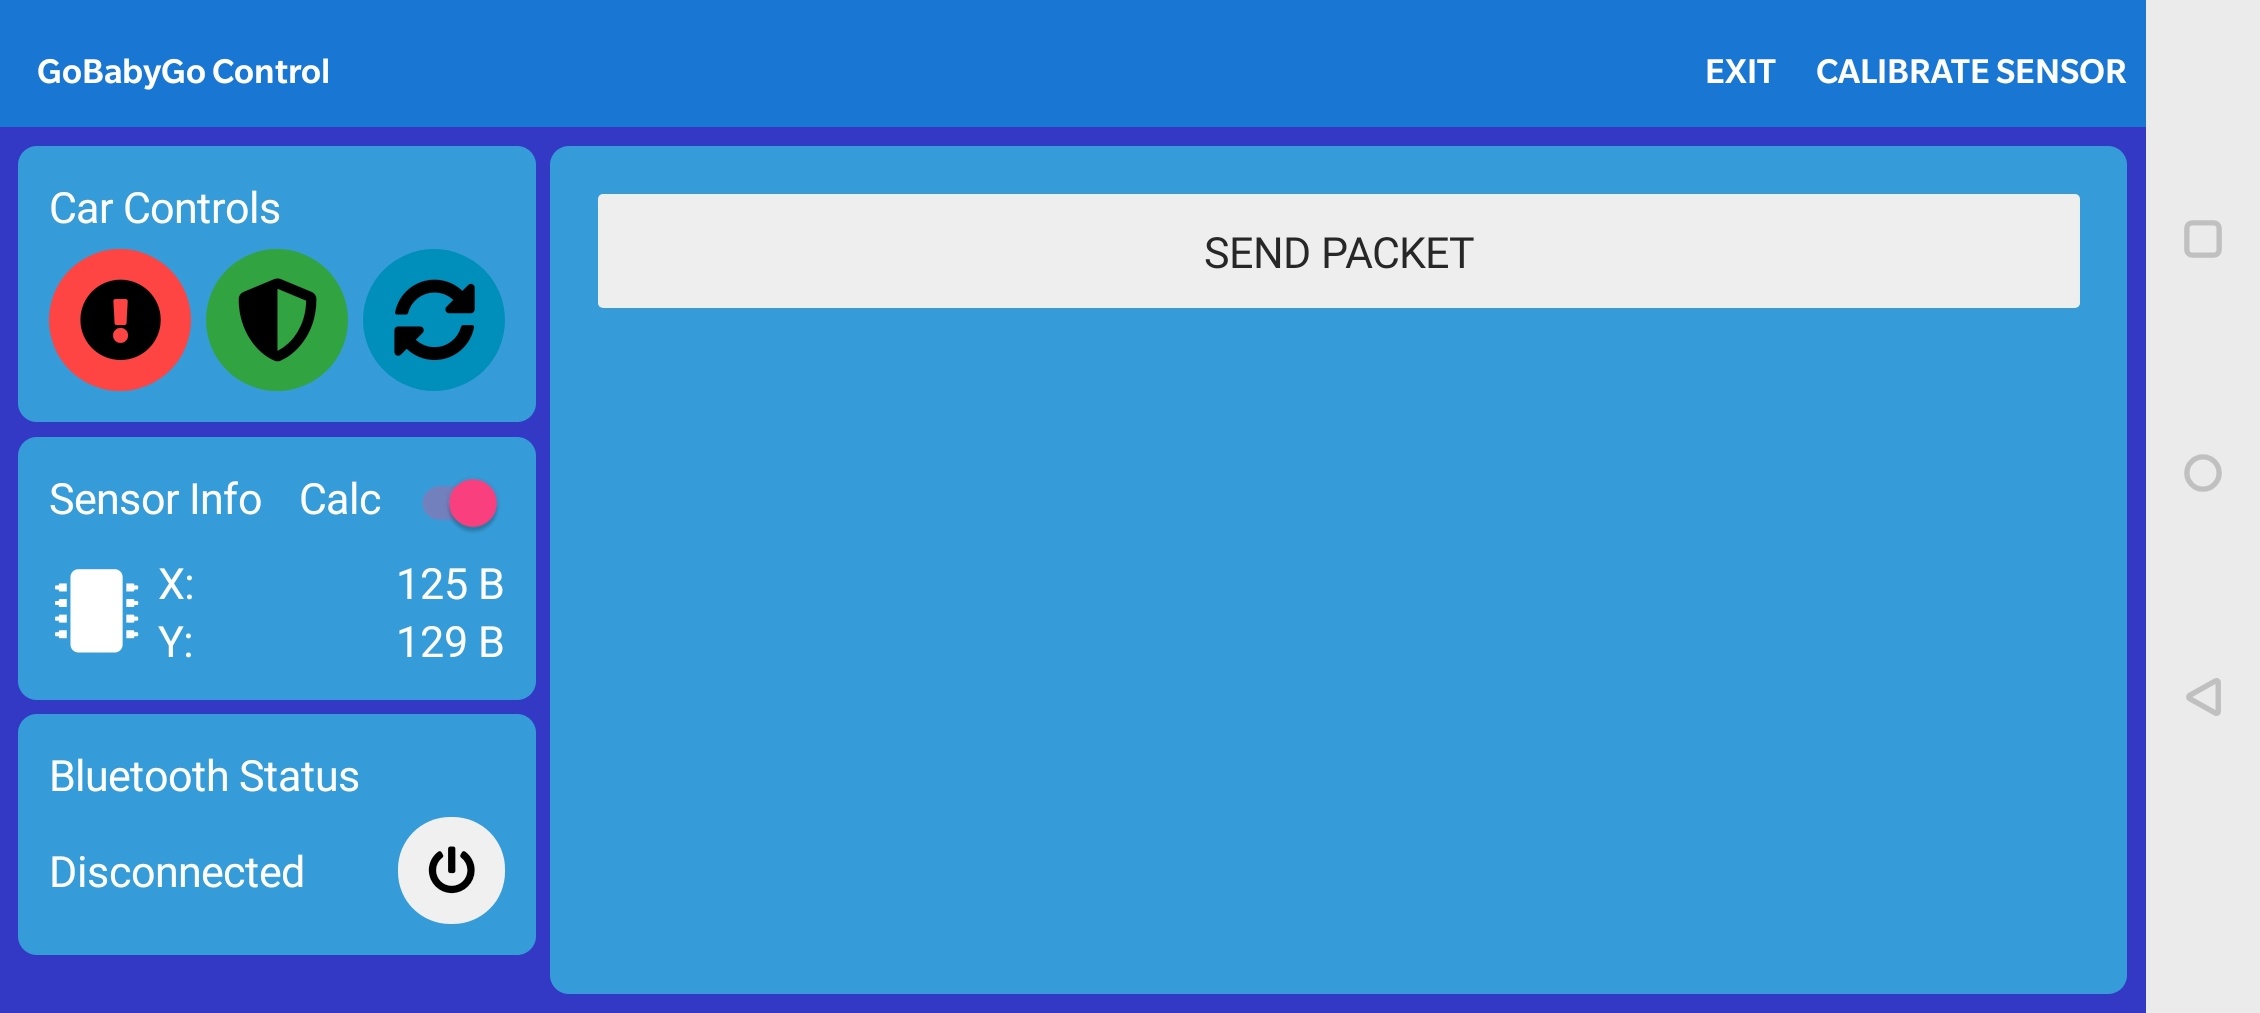 GoBabyGo Control
EXIT CALIBRATE SENSOR
Car Controls
SEND PACKET
Sensor Info Calc
X: 125 B
Y: 129 B
Bluetooth Status
Disconnected